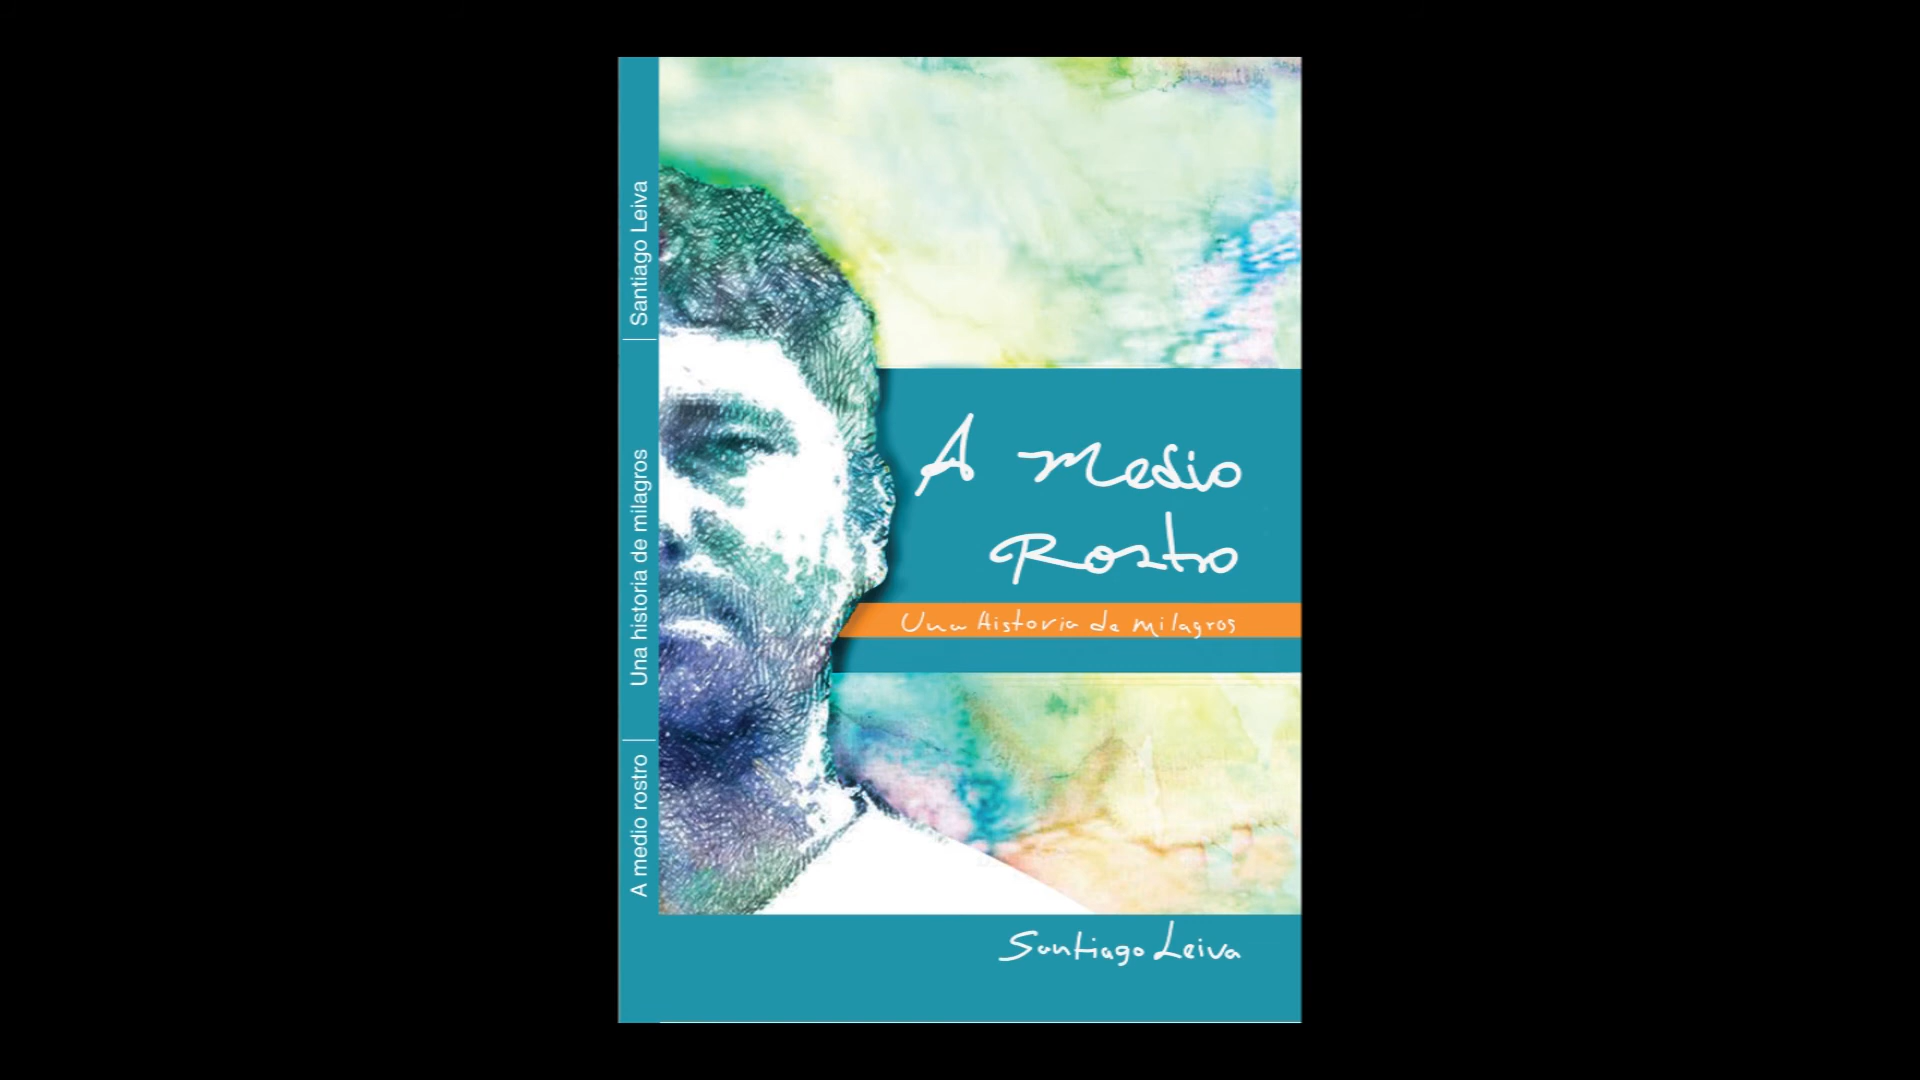 Santiago Leiva
Una historia de milagros
A medio rostro
A Medio
Rostro
Una Historia de milagros
Santiago Leiva